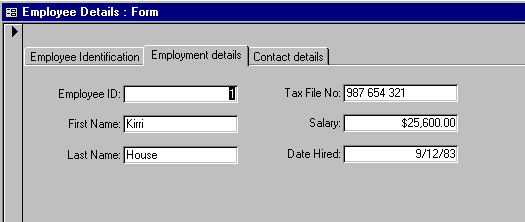 Employee Details : Form
Employee Identification Employment details Contact details
Employee ID: 1 Tax File No: 987 654 321
First Name: Kirri Salary: $25,600.00
Last Name: House Date Hired: 9/12/83